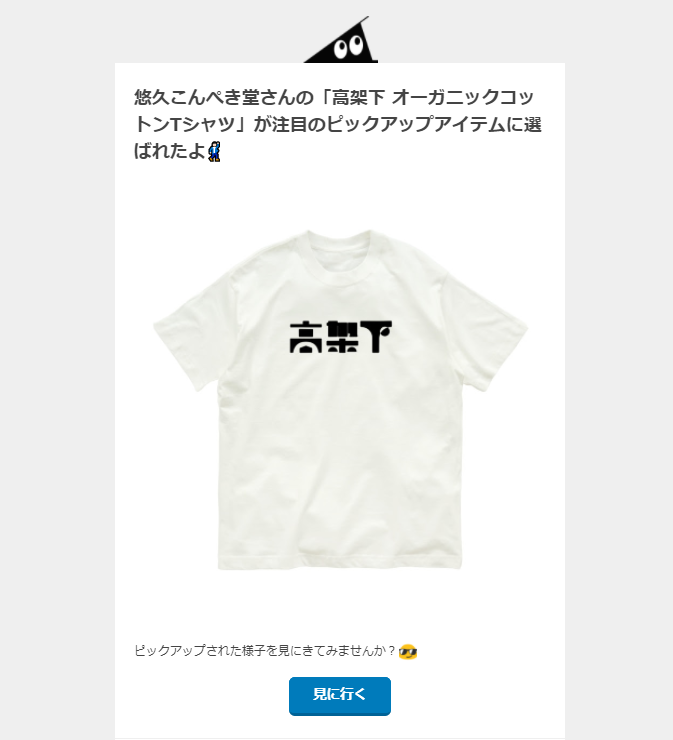 悠久こんぺき堂さんの「高架下 オーガニックコッ
トンTシャツ」が注目のピックアップアイテムに選
ばれたよ
高架下
ピックアップされた様子を見にきてみませんか?
見に行く